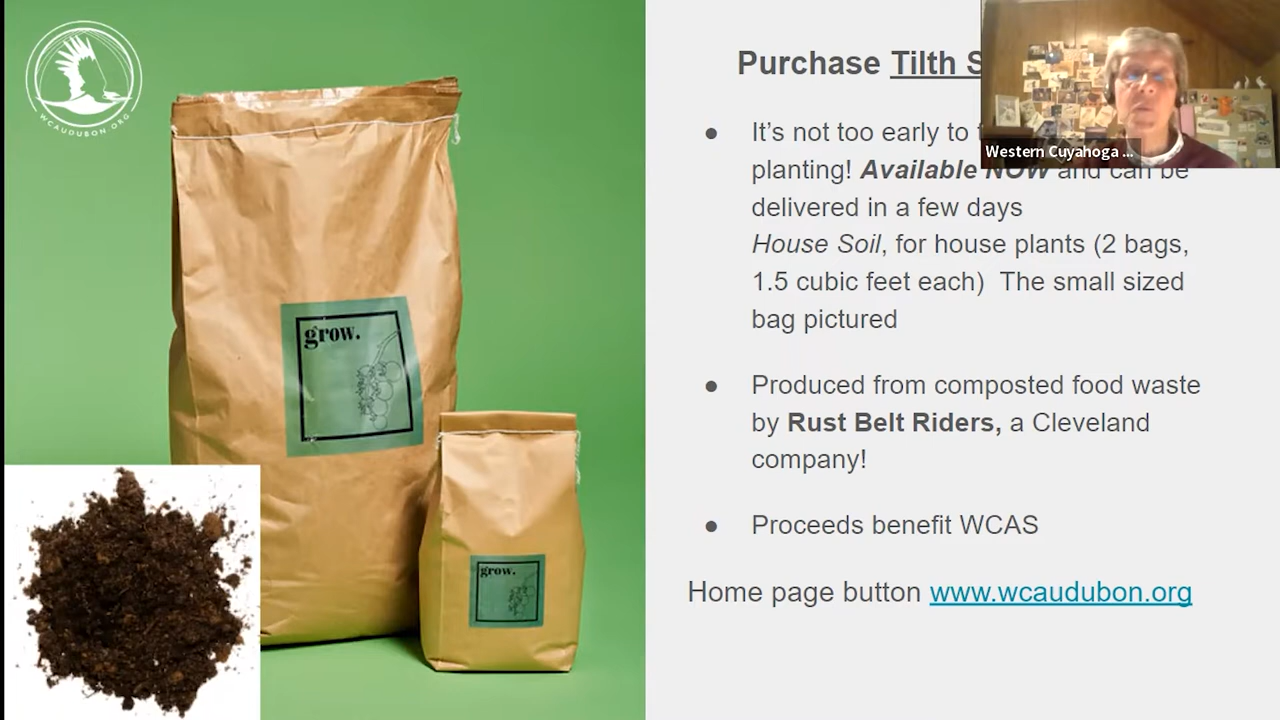 WCAUDUBON.ORG
grow.
grow.
Purchase Tilth
It’s not too early to
planting! Available NOW and can be
delivered in a few days
House Soil, for house plants (2 bags,
1.5 cubic feet each)  The small sized
bag pictured
Produced from composted food waste
by Rust Belt Riders, a Cleveland
company!
Proceeds benefit WCAS
Home page button www.wcaudubon.org
Western Cuyahoga ...